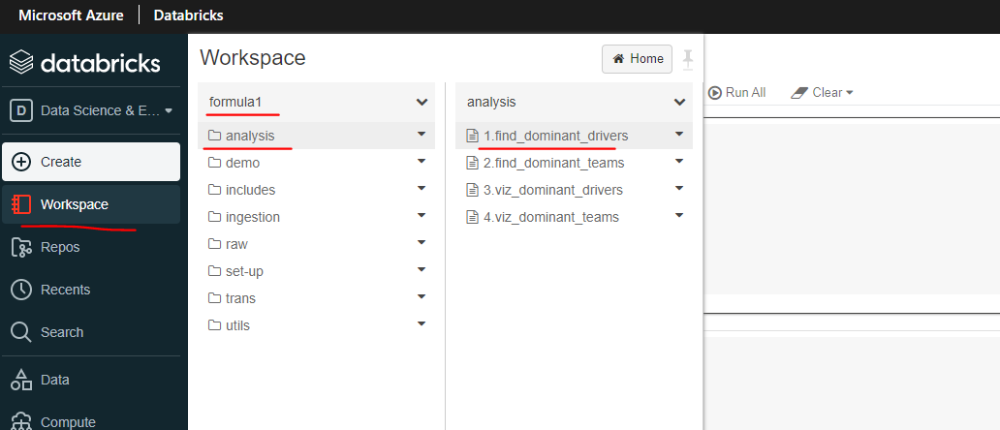 Microsoft Azure Databricks
databricks
D Data Science & E...
Create
Workspace
Repos
Recents
Search
Data
Compute
Workspace
Home
formula1
analysis
demo
includes
ingestion
raw
set-up
trans
utils
analysis
1.find_dominant_drivers
2.find_dominant_teams
3.viz_dominant_drivers
4.viz_dominant_teams
Run All Clear